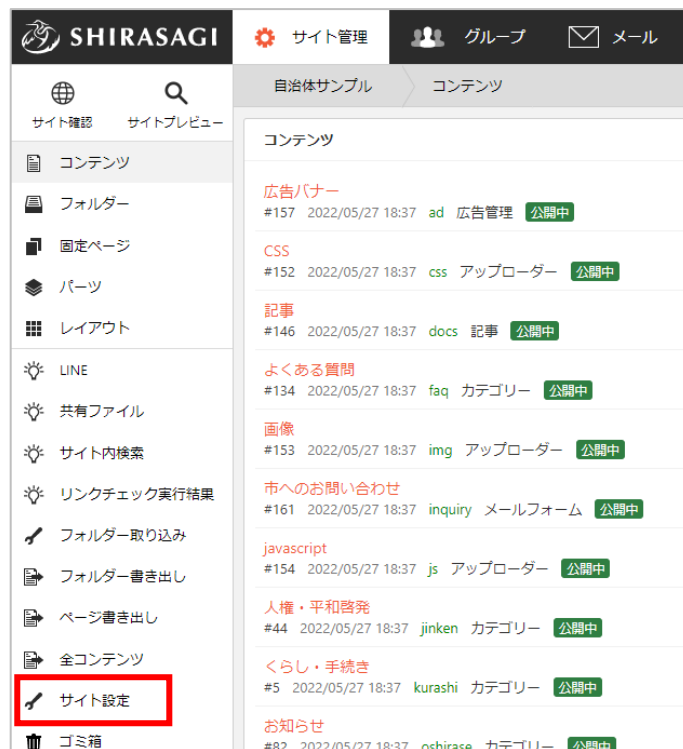 SHIRASAGI
サイト管理
グループ
メール
サイト確認
サイトプレビュー
自治体サンプル
コンテンツ
コンテンツ
フォルダー
固定ページ
パーツ
レイアウト
LINE
共有ファイル
サイト内検索
リンクチェック実行結果
フォルダー取り込み
フォルダー書き出し
ページ書き出し
全コンテンツ
サイト設定
ゴミ箱
コンテンツ
広告バナー
#157 2022/05/27 18:37 ad 広告管理 公開中
CSS
#152 2022/05/27 18:37 css アップローダー 公開中
記事
#146 2022/05/27 18:37 docs 記事 公開中
よくある質問
#134 2022/05/27 18:37 faq カテゴリー 公開中
画像
#153 2022/05/27 18:37 img アップローダー 公開中
市へのお問い合わせ
#161 2022/05/27 18:37 inquiry メールフォーム 公開中
javascript
#154 2022/05/27 18:37 js アップローダー 公開中
人権・平和啓発
#44 2022/05/27 18:37 jinken カテゴリー 公開中
くらし・手続き
#5 2022/05/27 18:37 kurashi カテゴリー 公開中
お知らせ
#82 2022/05/27 18:37 oshirase カテゴリー 公開中